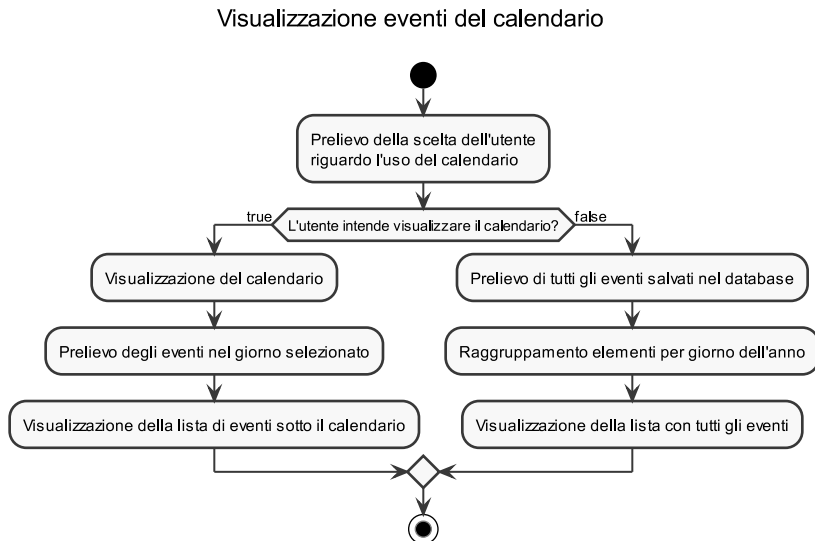 Visualizzazione eventi del calendario
Prelievo della scelta dell'utente
riguardo l'uso del calendario
true
L'utente intende visualizzare il calendario?
false
Visualizzazione del calendario
Prelievo degli eventi nel giorno selezionato
Visualizzazione della lista di eventi sotto il calendario
Prelievo di tutti gli eventi salvati nel database
Raggruppamento elementi per giorno dell'anno
Visualizzazione della lista con tutti gli eventi